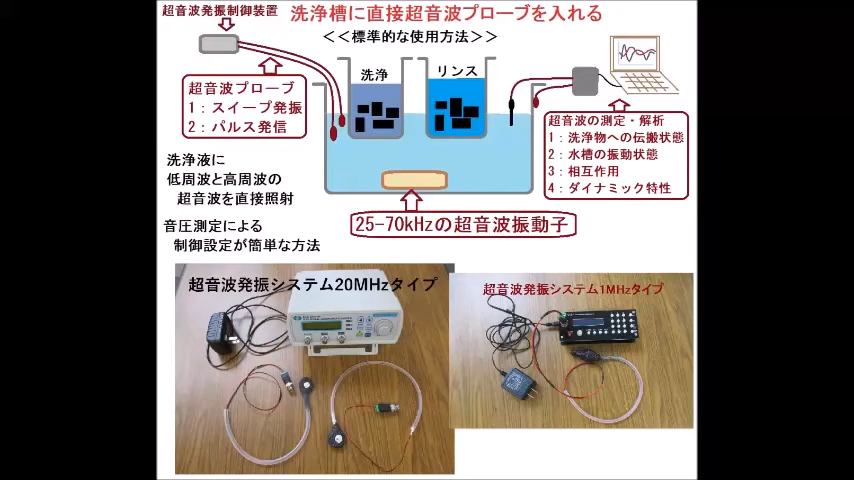 超音波発振制御装置
洗浄槽に直接超音波プローブを入れる
＜＜標準的な使用方法＞＞
洗浄
リンス
超音波プローブ
1：スイープ発振
2：パルス発信
超音波の測定・解析
1：洗浄物への伝搬状態
2：水槽の振動状態
3：相互作用
4：ダイナミック特性
洗浄液に
低周波と高周波の
超音波を直接照射
音圧測定による
制御設定が簡単な方法
25-70kHzの超音波振動子
超音波発振システム20MHzタイプ
超音波発振システム1MHzタイプ